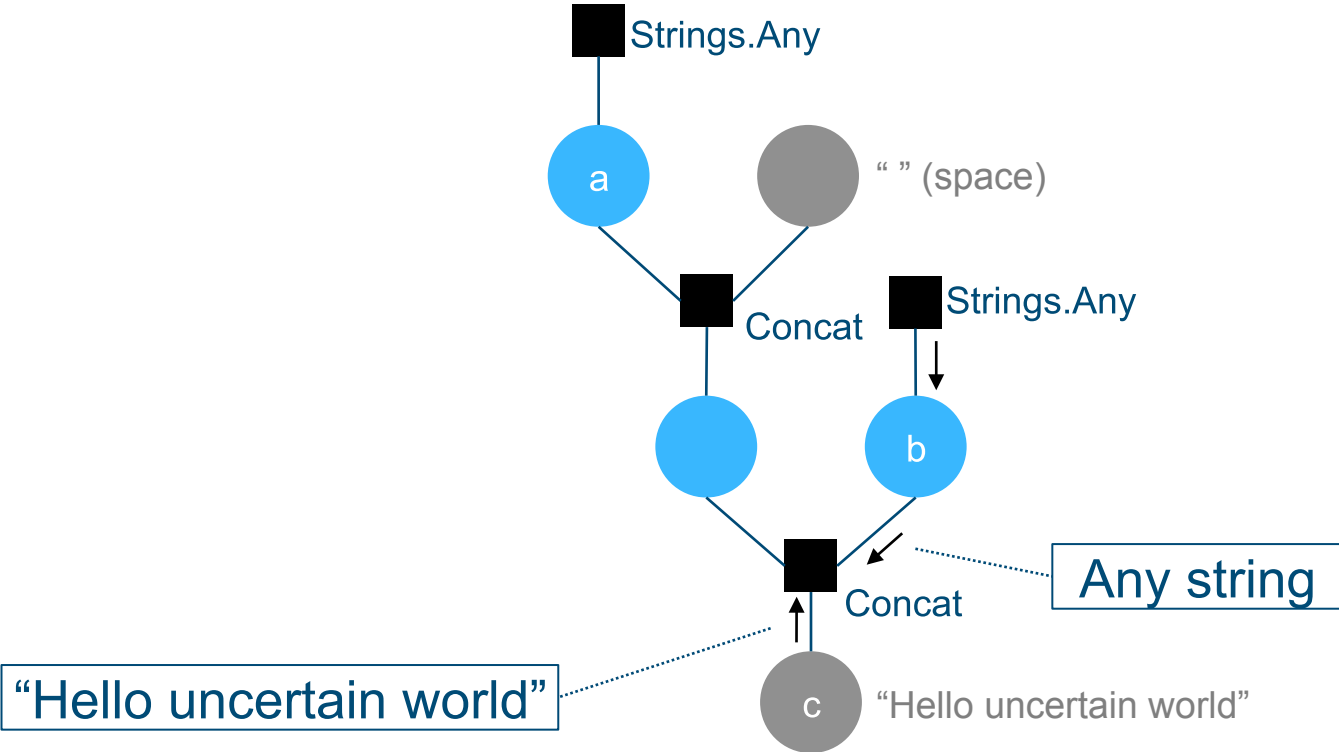 Strings.Any
a
“ ” (space)
Strings.Any
Concat
b
Any string
Concat
“Hello uncertain world”
c
“Hello uncertain world”